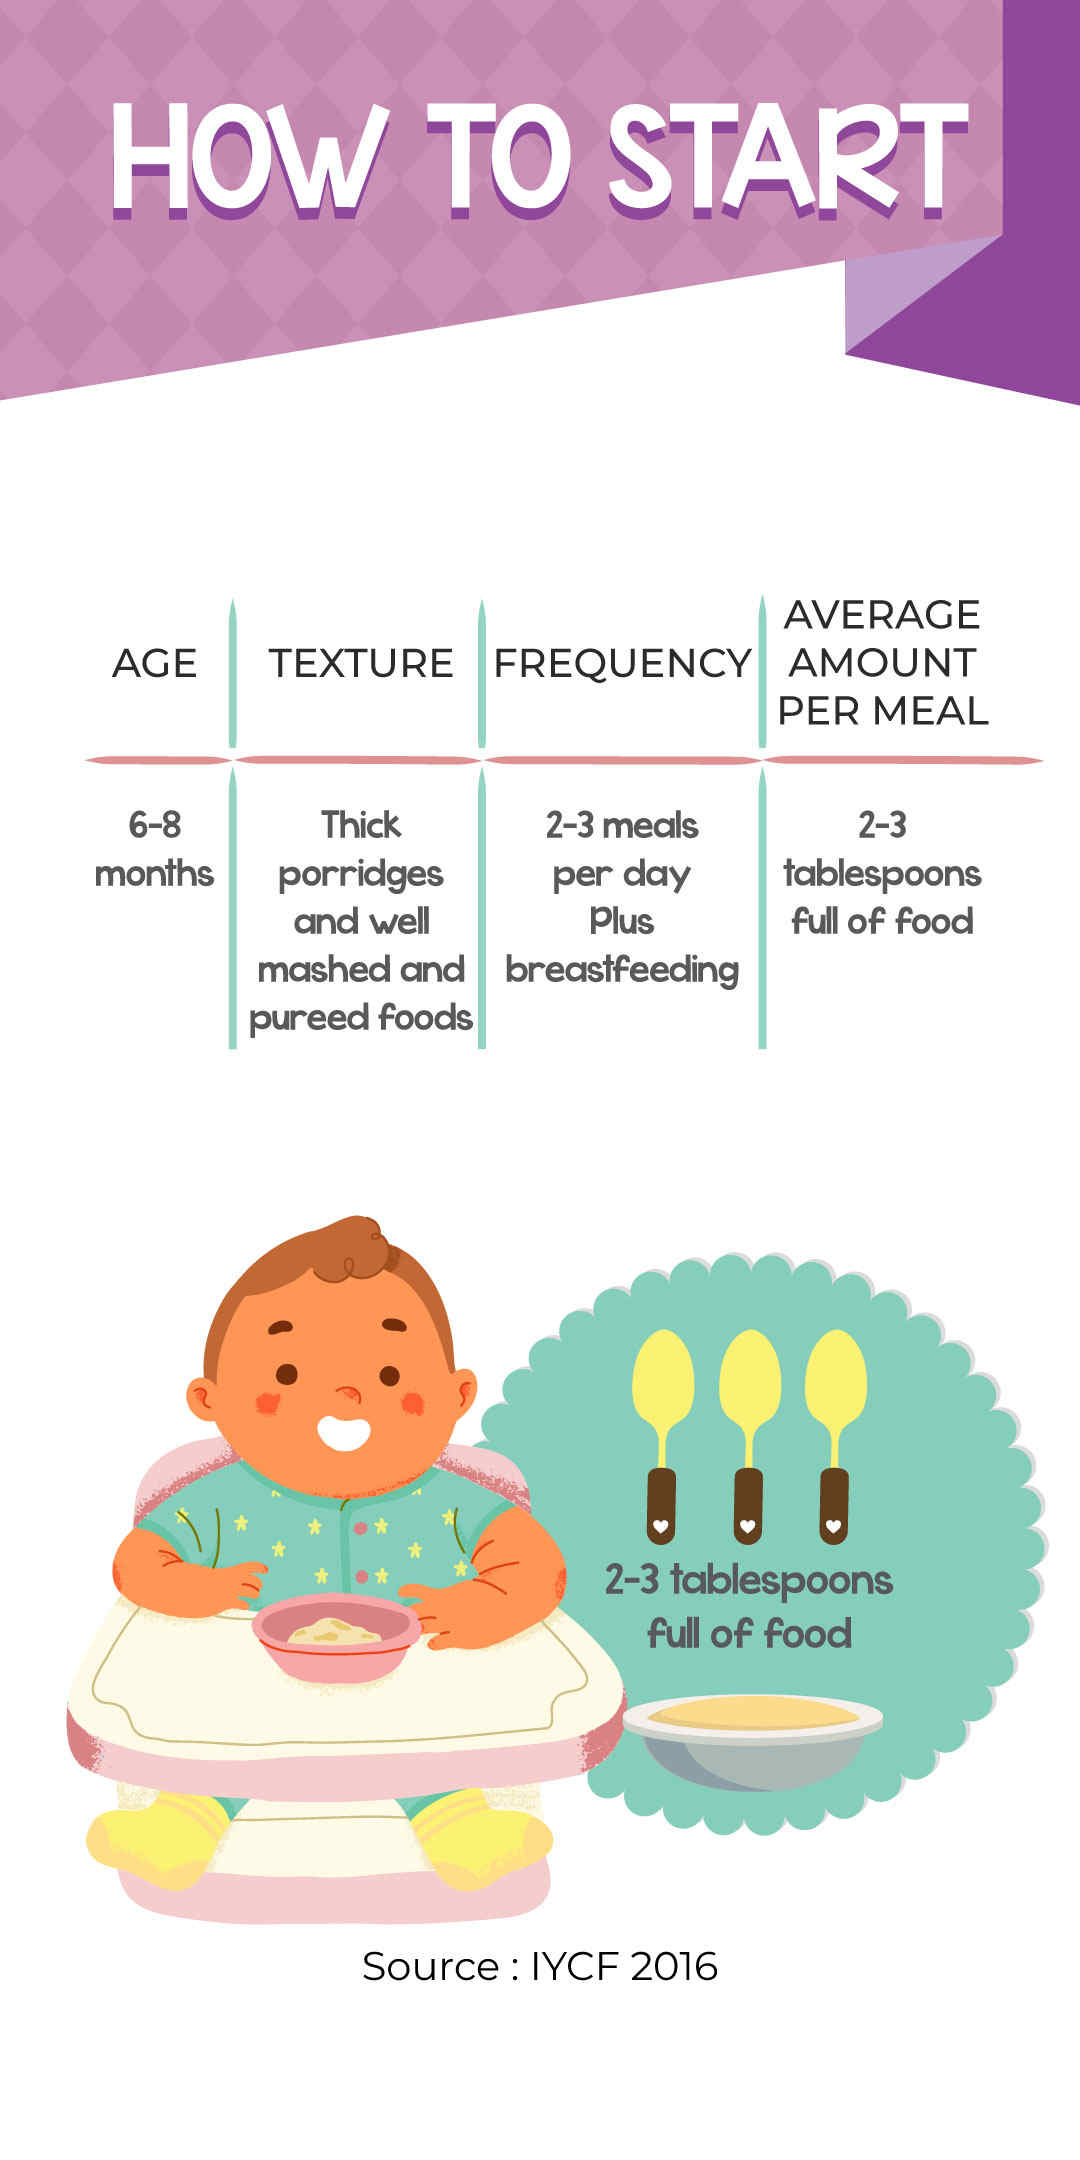 HOW TO START
AGE
TEXTURE
FREQUENCY
AVERAGE
AMOUNT
PER MEAL
6-8
months
Thick
porridges
and well
mashed and
pureed foods
2-3 meals
per day
Plus
breastfeeding
2-3
tablespoons
full of food
2-3 tablespoons
full of food
Source : IYCF 2016